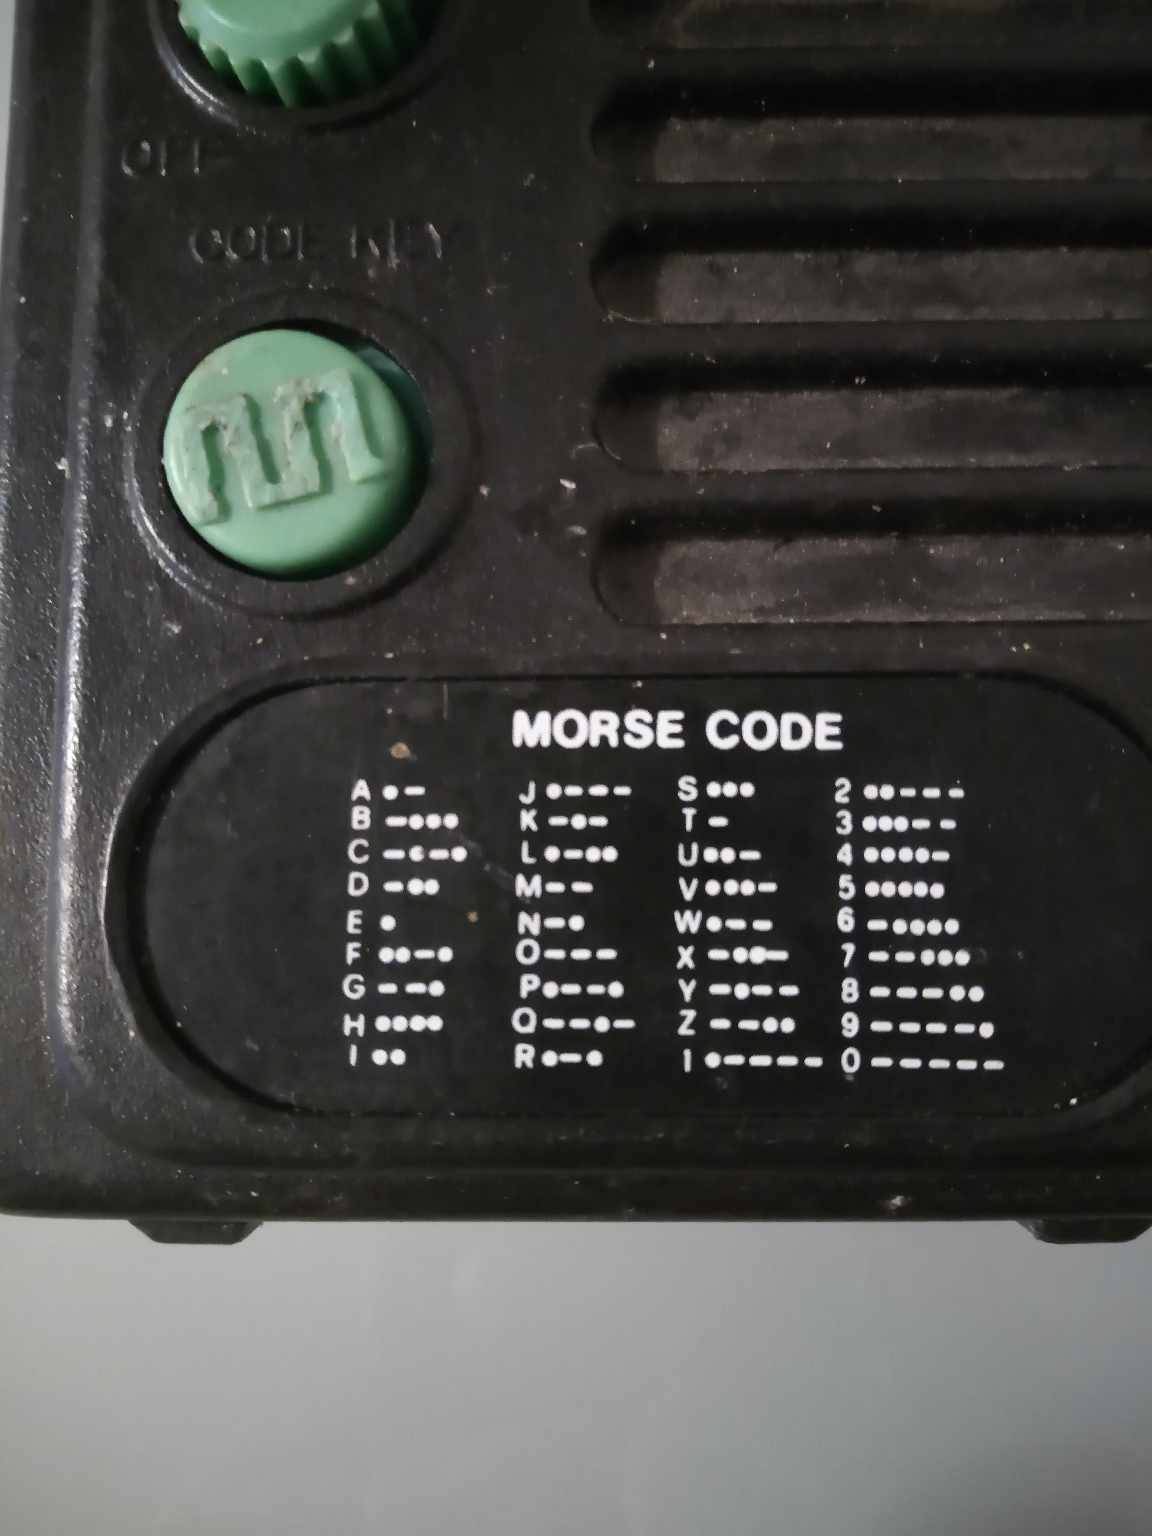 OFF
CODE KEY
MORSE CODE
A •– J •––– S ••• 2 ••–––
B –••• K –•– T – 3 •••––
C –•–• L •–•• U ••– 4 ••••–
D –•• M –– V •••– 5 •••••
E • N –• W •–– 6 –••••
F ••–• O ––– X –••– 7 ––•••
G ––• P •––• Y –•–– 8 –––••
H •••• Q ––•– Z ––•• 9 ––––•
I •• R •–• 1 •–––– 0 –––––